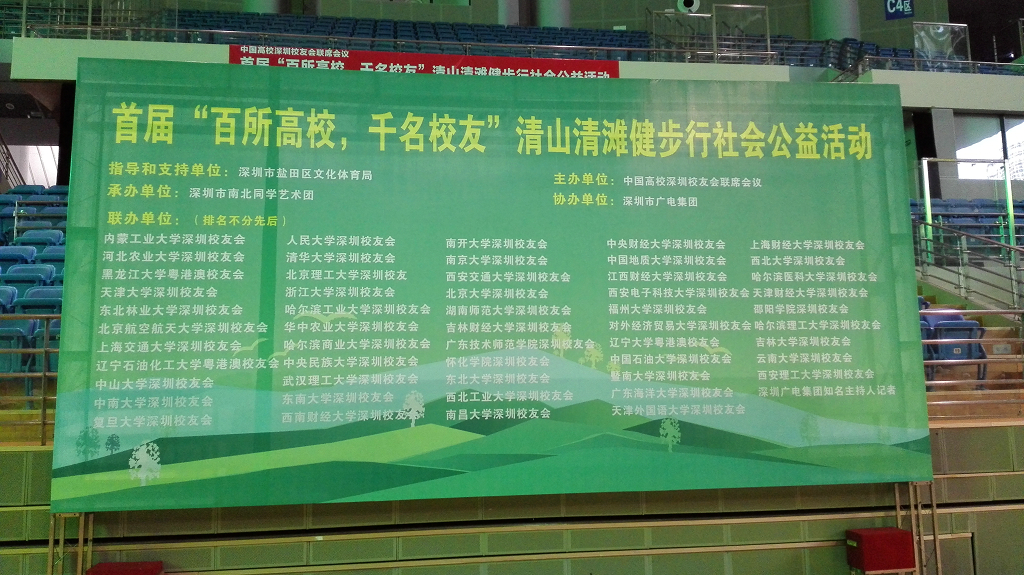 C4区
中国高校深圳校友会联席会议
首届“百所高校,千名校友”清山清滩健步行社会公益活动
首届“百所高校,千名校友”清山清滩健步行社会公益活动
指导和支持单位:深圳市盐田区文化体育局
主办单位:中国高校深圳校友会联席会议
承办单位:深圳市南北同学艺术团
协办单位:深圳市广电集团
联办单位:(排名不分先后)
内蒙工业大学深圳校友会
河北农业大学深圳校友会
黑龙江大学粤港澳校友会
天津大学深圳校友会
东北林业大学深圳校友会
北京航空航天大学深圳校友会
上海交通大学深圳校友会
辽宁石油化工大学粤港澳校友会
中山大学深圳校友会
中南大学深圳校友会
复旦大学深圳校友会
人民大学深圳校友会
清华大学深圳校友会
北京理工大学深圳校友
浙江大学深圳校友会
哈尔滨工业大学深圳校友会
华中农业大学深圳校友会
哈尔滨商业大学深圳校友会
中央民族大学深圳校友会
武汉理工大学深圳校友会
东南大学深圳校友会
西南财经大学深圳校友会
南开大学深圳校友会
南京大学深圳校友会
西安交通大学深圳校友会
北京大学深圳校友会
湖南师范大学深圳校友会
吉林财经大学深圳校友会
广东技术师范学院深圳校友会
怀化学院深圳校友会
东北大学深圳校友会
西北工业大学深圳校友会
南昌大学深圳校友会
中央财经大学深圳校友会
中国地质大学深圳校友会
江西财经大学深圳校友会
西安电子科技大学深圳校友会
福州大学深圳校友会
对外经济贸易大学深圳校友会
辽宁大学粤港澳校友会
中国石油大学深圳校友会
暨南大学深圳校友会
广东海洋大学深圳校友会
天津外国语大学深圳校友会
上海财经大学深圳校友会
西北大学深圳校友会
哈尔滨医科大学深圳校友会
天津财经大学深圳校友会
邵阳学院深圳校友会
哈尔滨理工大学深圳校友会
吉林大学深圳校友会
云南大学深圳校友会
西安理工大学深圳校友会
深圳广电集团知名主持人记者